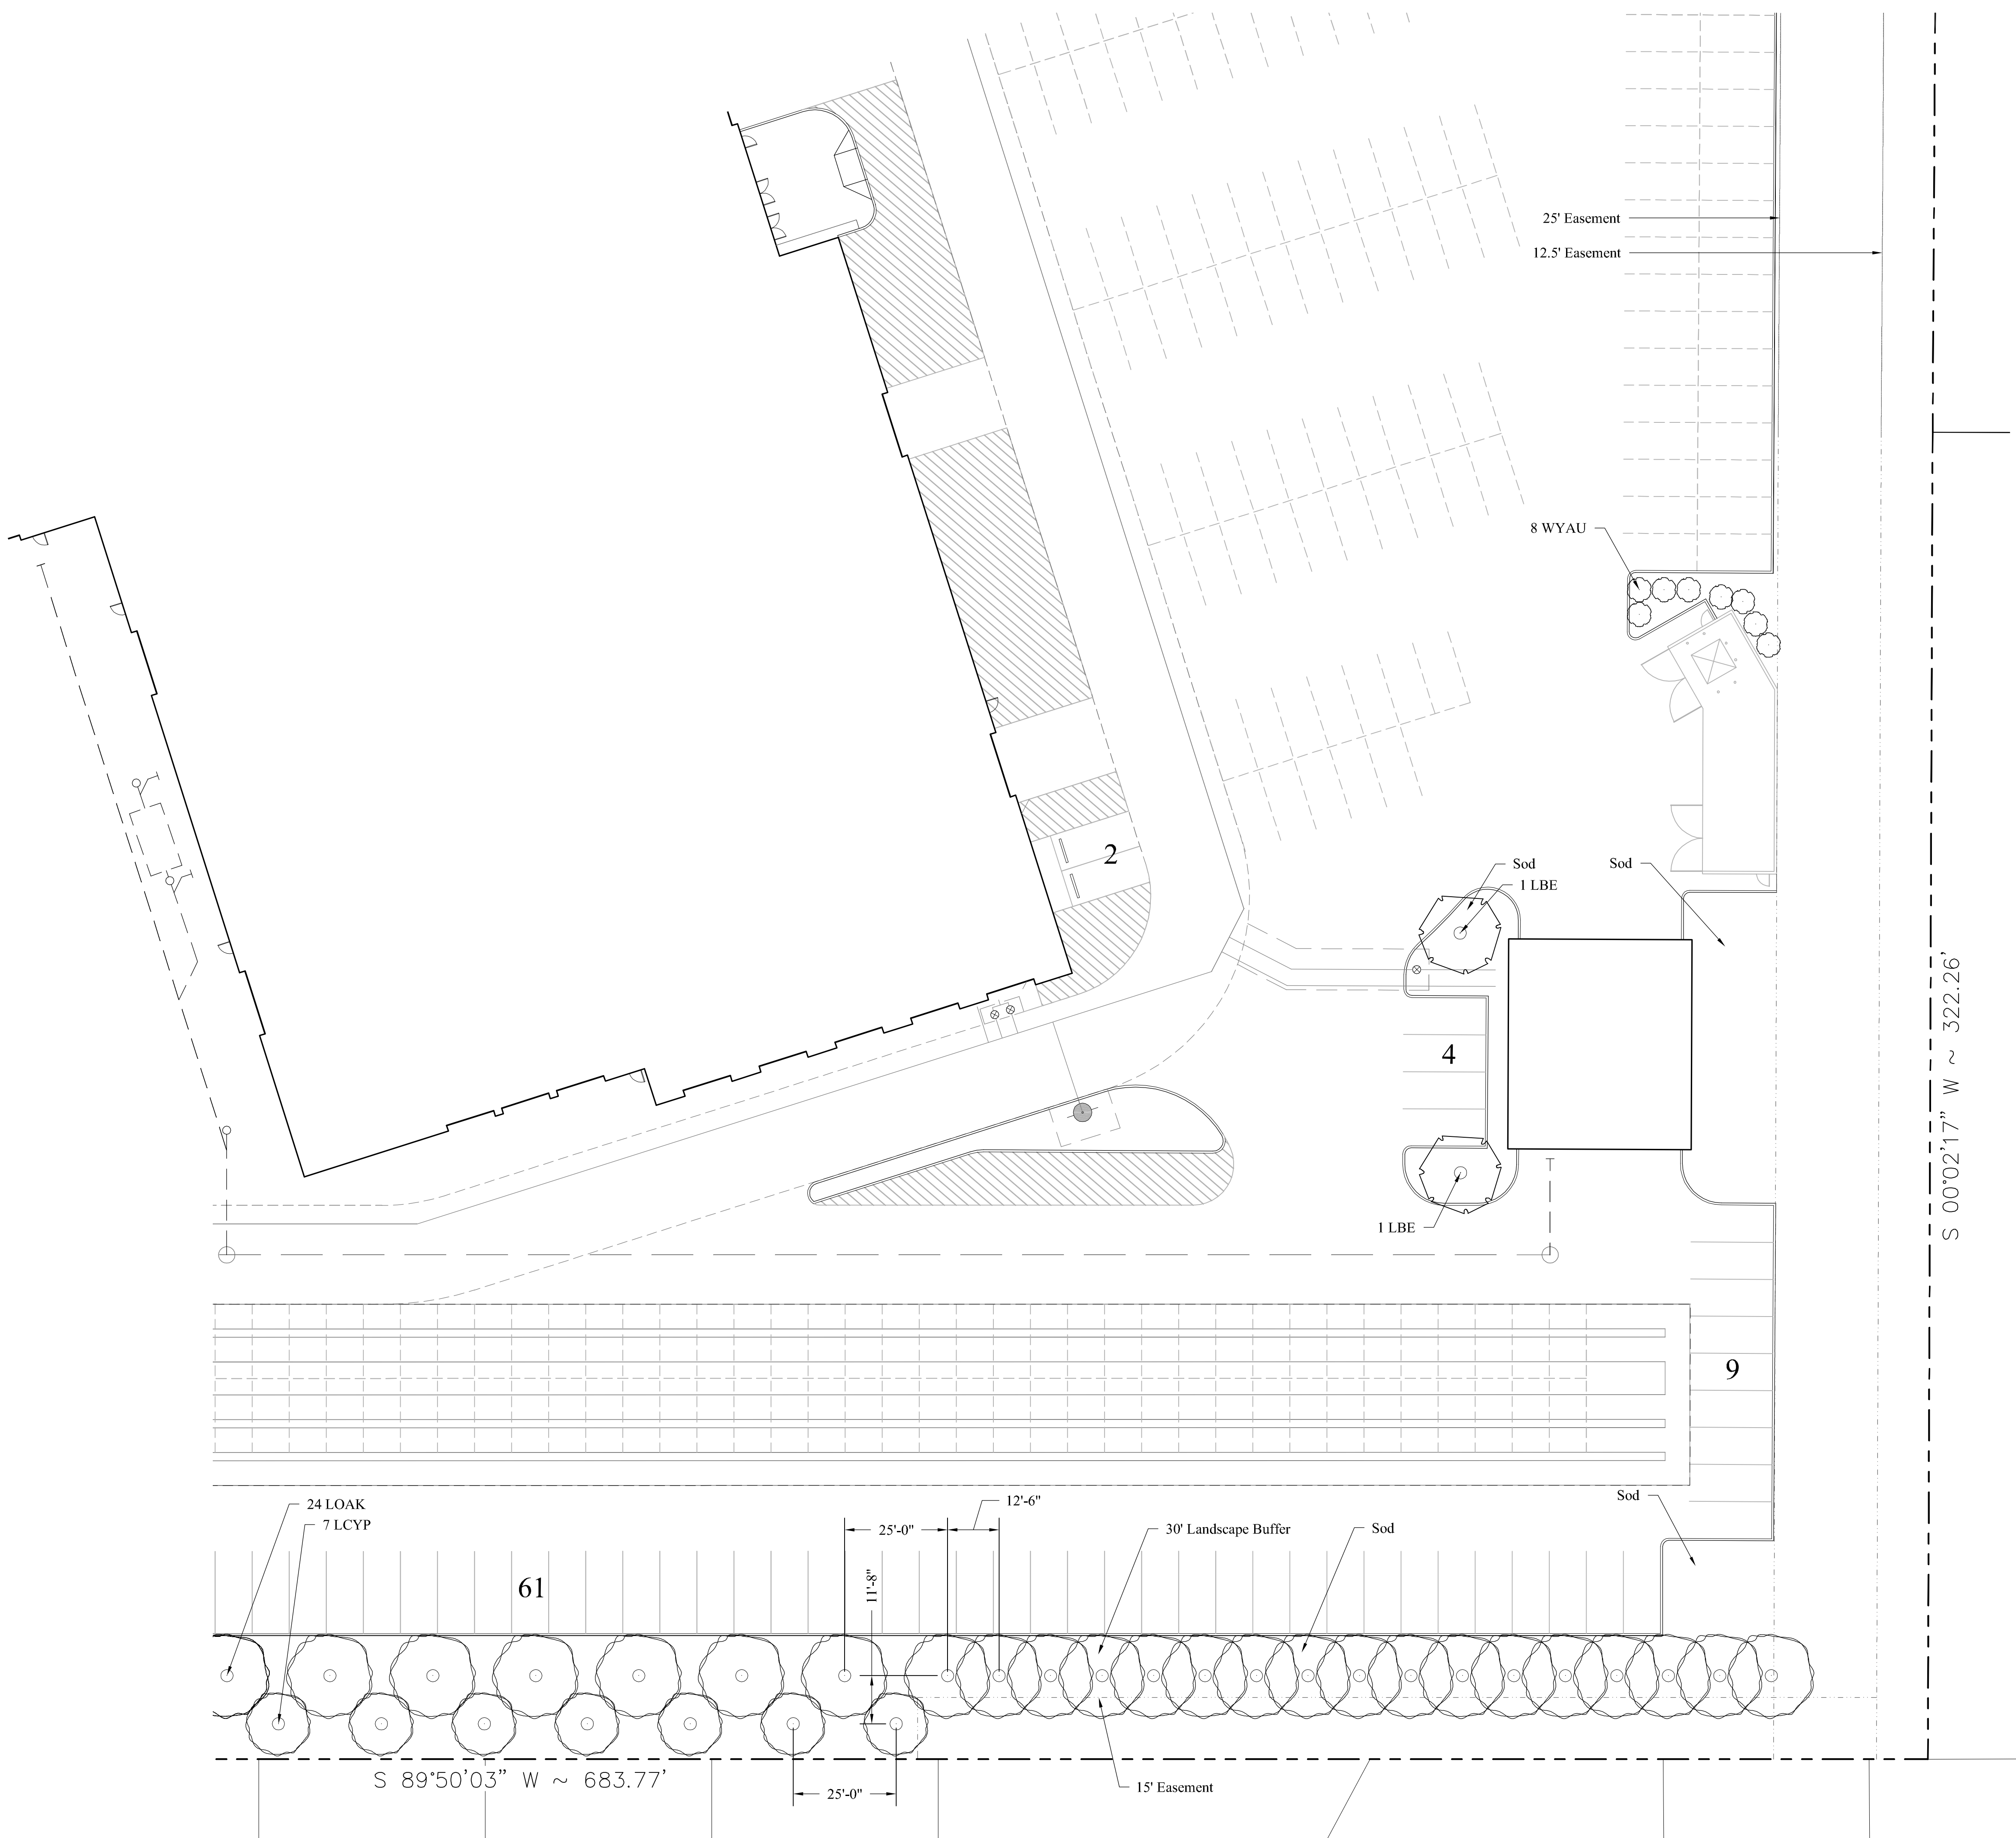 25' Easement
12.5' Easement
8 WYAU
2
Sod
1 LBE
Sod
4
1 LBE
S 00°02'17" W ~ 322.26'
9
Sod
24 LOAK
7 LCYP
25'-0"
12'-6"
30' Landscape Buffer
Sod
11'-8"
61
S 89°50'03" W ~ 683.77'
25'-0"
15' Easement